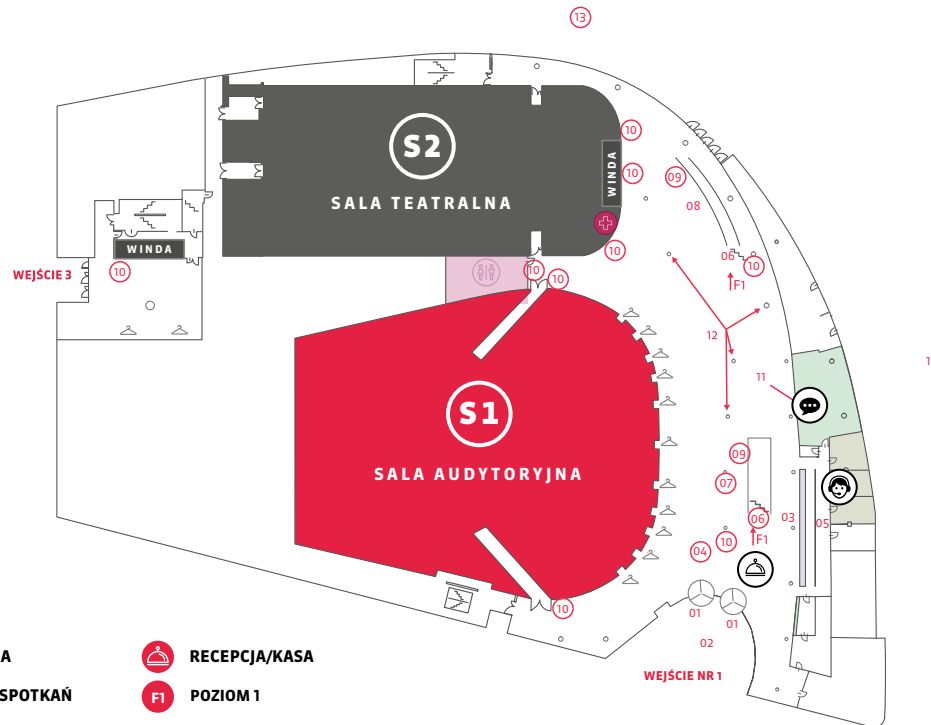 13
10
S2
10
09
WINDA
SALA TEATRALNA
08
WINDA
10
06
10
WEJŚCIE 3
10
10
10
F1
12
1
11
S1
09
SALA AUDYTORYJNA
07
06
03
05
F1
10
04
10
01
01
02
WEJŚCIE NR 1
A
RECEPCJA/KASA
SPOTKAŃ
F1
POZIOM 1